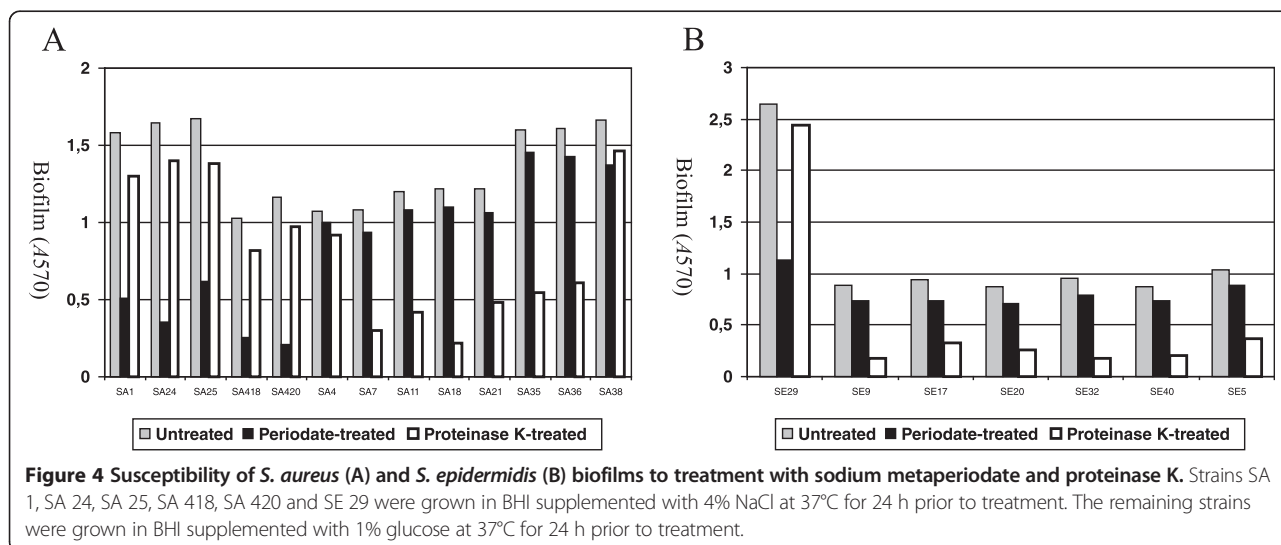 A
B
2
1,5
1
0,5
0
Biofilm (A570)
SA1 SA24 SA25 SA418 SA420 SA4 SA7 SA11 SA18 SA21 SA35 SA36 SA38
Untreated Periodate-treated Proteinase K-treated
3
2,5
2
1,5
1
0,5
0
Biofilm (A570)
SE29 SE9 SE17 SE20 SE32 SE40 SE5
Untreated Periodate-treated Proteinase K-treated
Figure 4 Susceptibility of S. aureus (A) and S. epidermidis (B) biofilms to treatment with sodium metaperiodate and proteinase K. Strains SA
1, SA 24, SA 25, SA 418, SA 420 and SE 29 were grown in BHI supplemented with 4% NaCl at 37°C for 24 h prior to treatment. The remaining strains
were grown in BHI supplemented with 1% glucose at 37°C for 24 h prior to treatment.